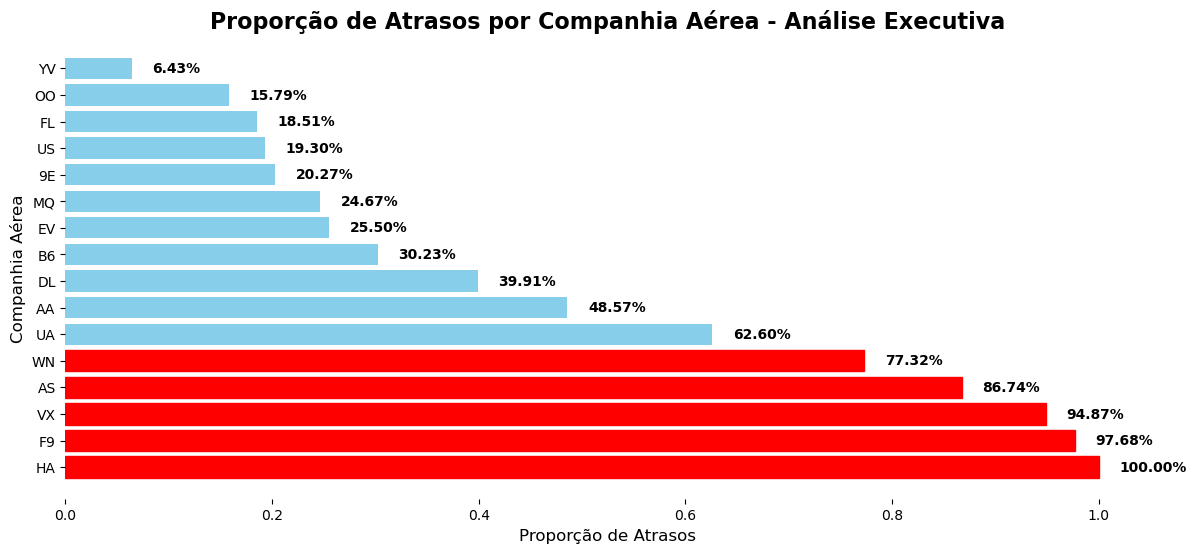 Proporção de Atrasos por Companhia Aérea - Análise Executiva
Companhia Aérea
YV 6.43%
OO 15.79%
FL 18.51%
US 19.30%
9E 20.27%
MQ 24.67%
EV 25.50%
B6 30.23%
DL 39.91%
AA 48.57%
UA 62.60%
WN 77.32%
AS 86.74%
VX 94.87%
F9 97.68%
HA 100.00%
0.0 0.2 0.4 0.6 0.8 1.0
Proporção de Atrasos